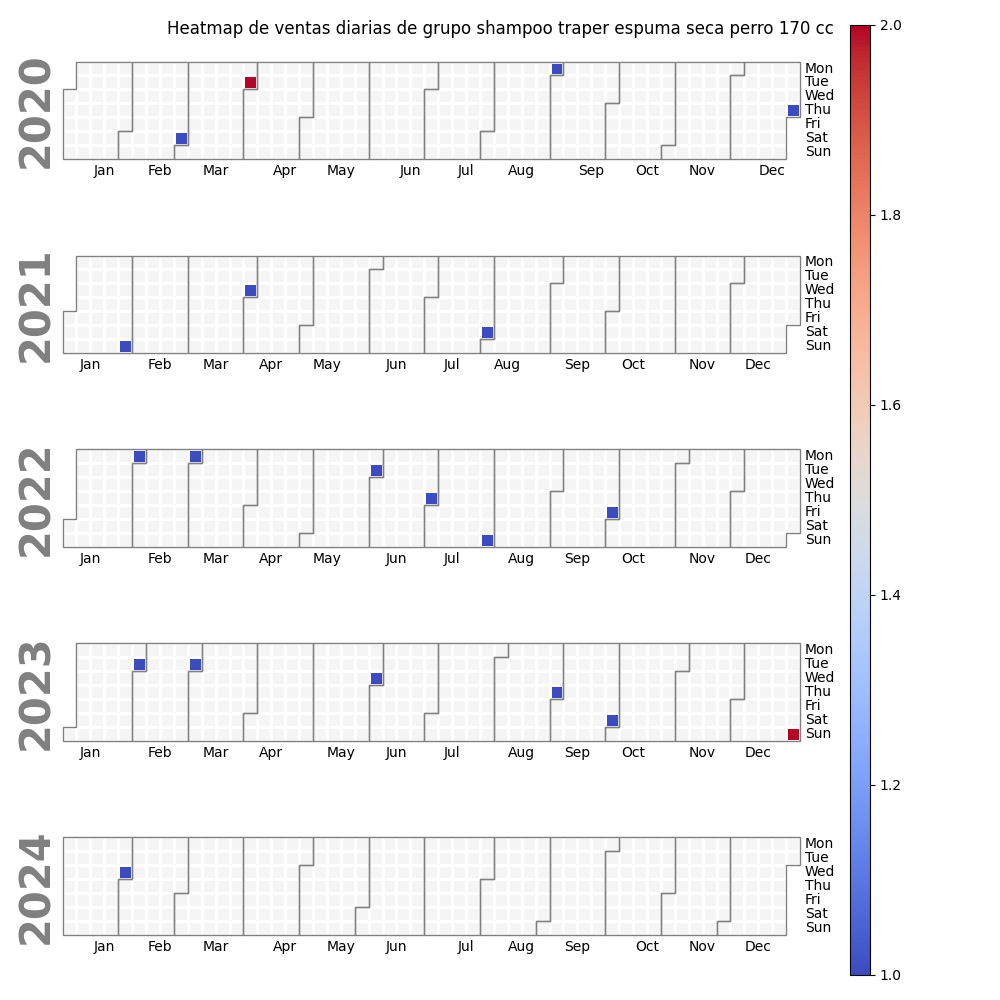 Heatmap de ventas diarias de grupo shampoo traper espuma seca perro 170 cc
2020
Mon
Tue
Wed
Thu
Fri
Sat
Sun
Jan Feb Mar Apr May Jun Jul Aug Sep Oct Nov Dec
2021
Mon
Tue
Wed
Thu
Fri
Sat
Sun
Jan Feb Mar Apr May Jun Jul Aug Sep Oct Nov Dec
2022
Mon
Tue
Wed
Thu
Fri
Sat
Sun
Jan Feb Mar Apr May Jun Jul Aug Sep Oct Nov Dec
2023
Mon
Tue
Wed
Thu
Fri
Sat
Sun
Jan Feb Mar Apr May Jun Jul Aug Sep Oct Nov Dec
2024
Mon
Tue
Wed
Thu
Fri
Sat
Sun
Jan Feb Mar Apr May Jun Jul Aug Sep Oct Nov Dec
2.0
1.8
1.6
1.4
1.2
1.0